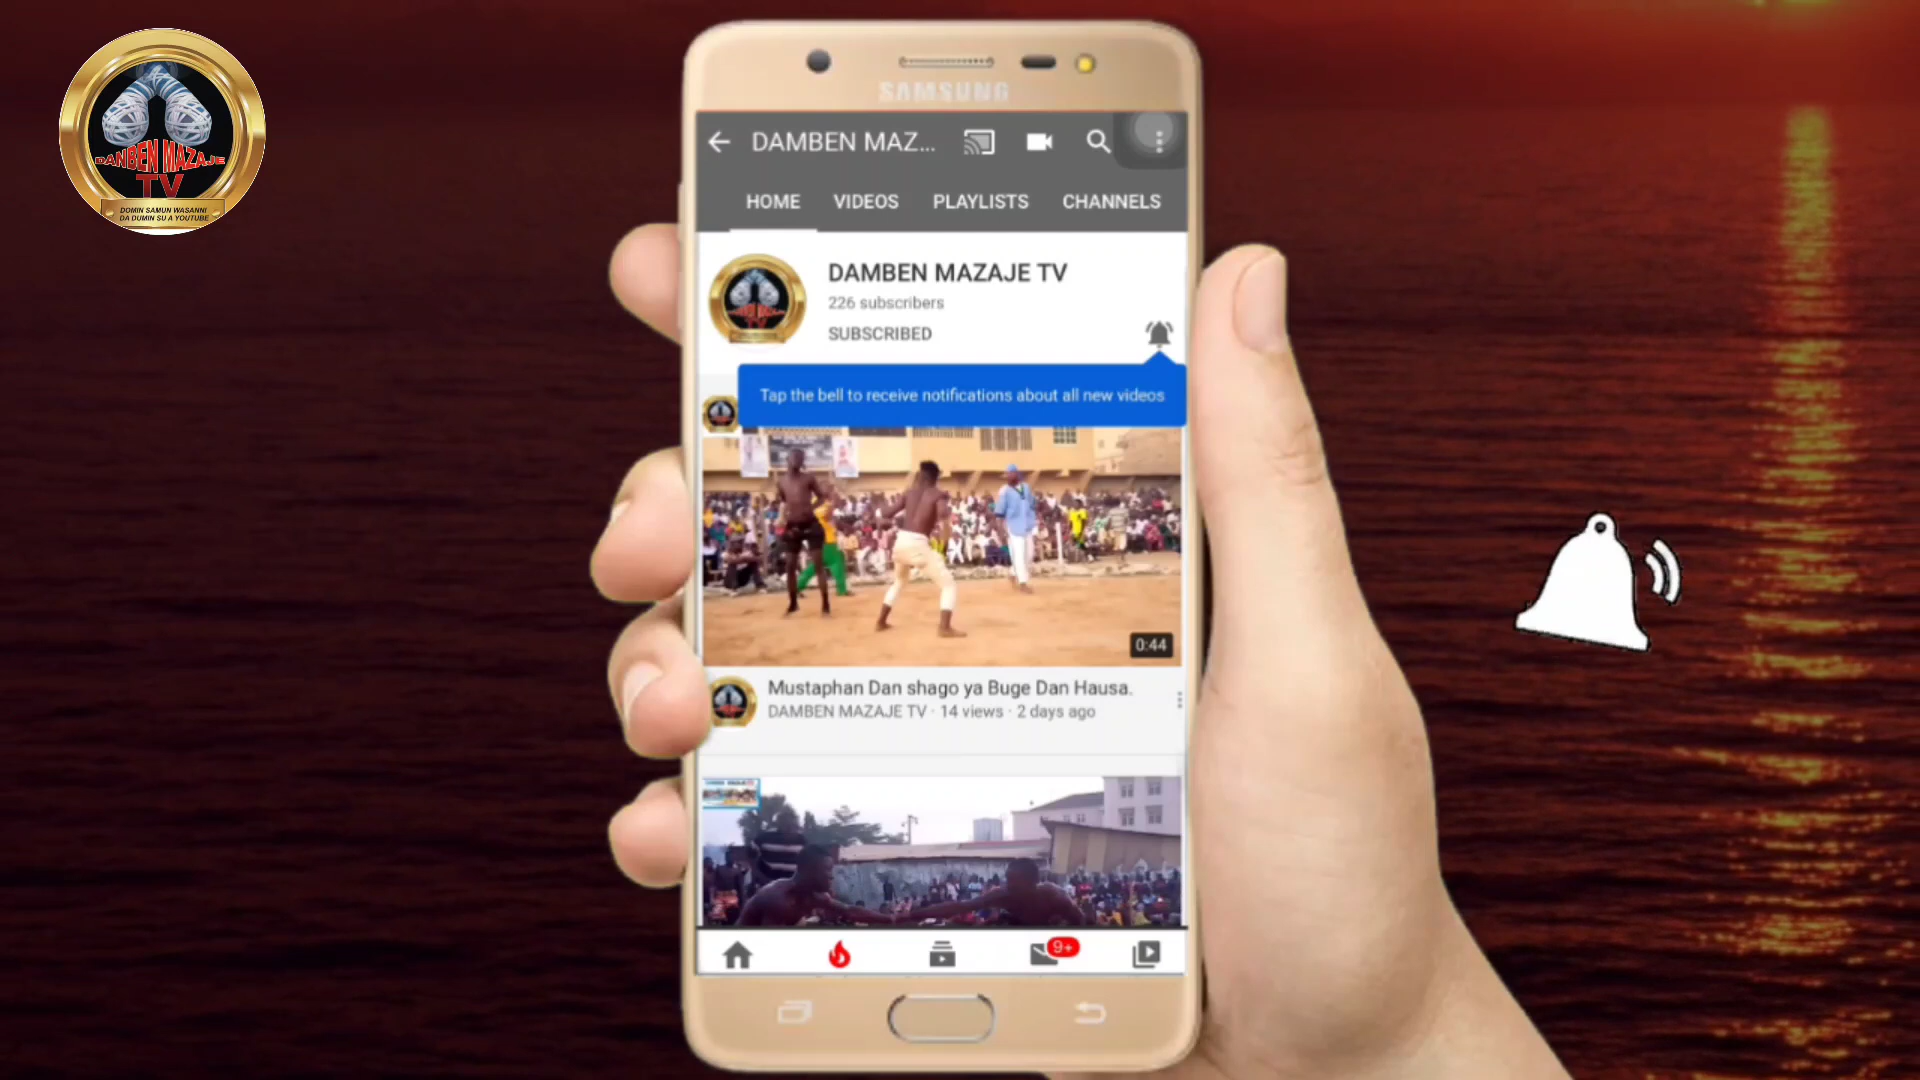 DANBEN MAZAJE
TV
DOMIN SAMUN WASANNI
DA DUMIN SU A YOUTUBE
SAMSUNG
DAMBEN MAZ...
HOME VIDEOS PLAYLISTS CHANNELS
DAMBEN MAZAJE TV
226 subscribers
SUBSCRIBED
Tap the bell to receive notifications about all new videos
0:44
Mustaphan Dan shago ya Buge Dan Hausa.
DAMBEN MAZAJE TV · 14 views · 2 days ago
9+